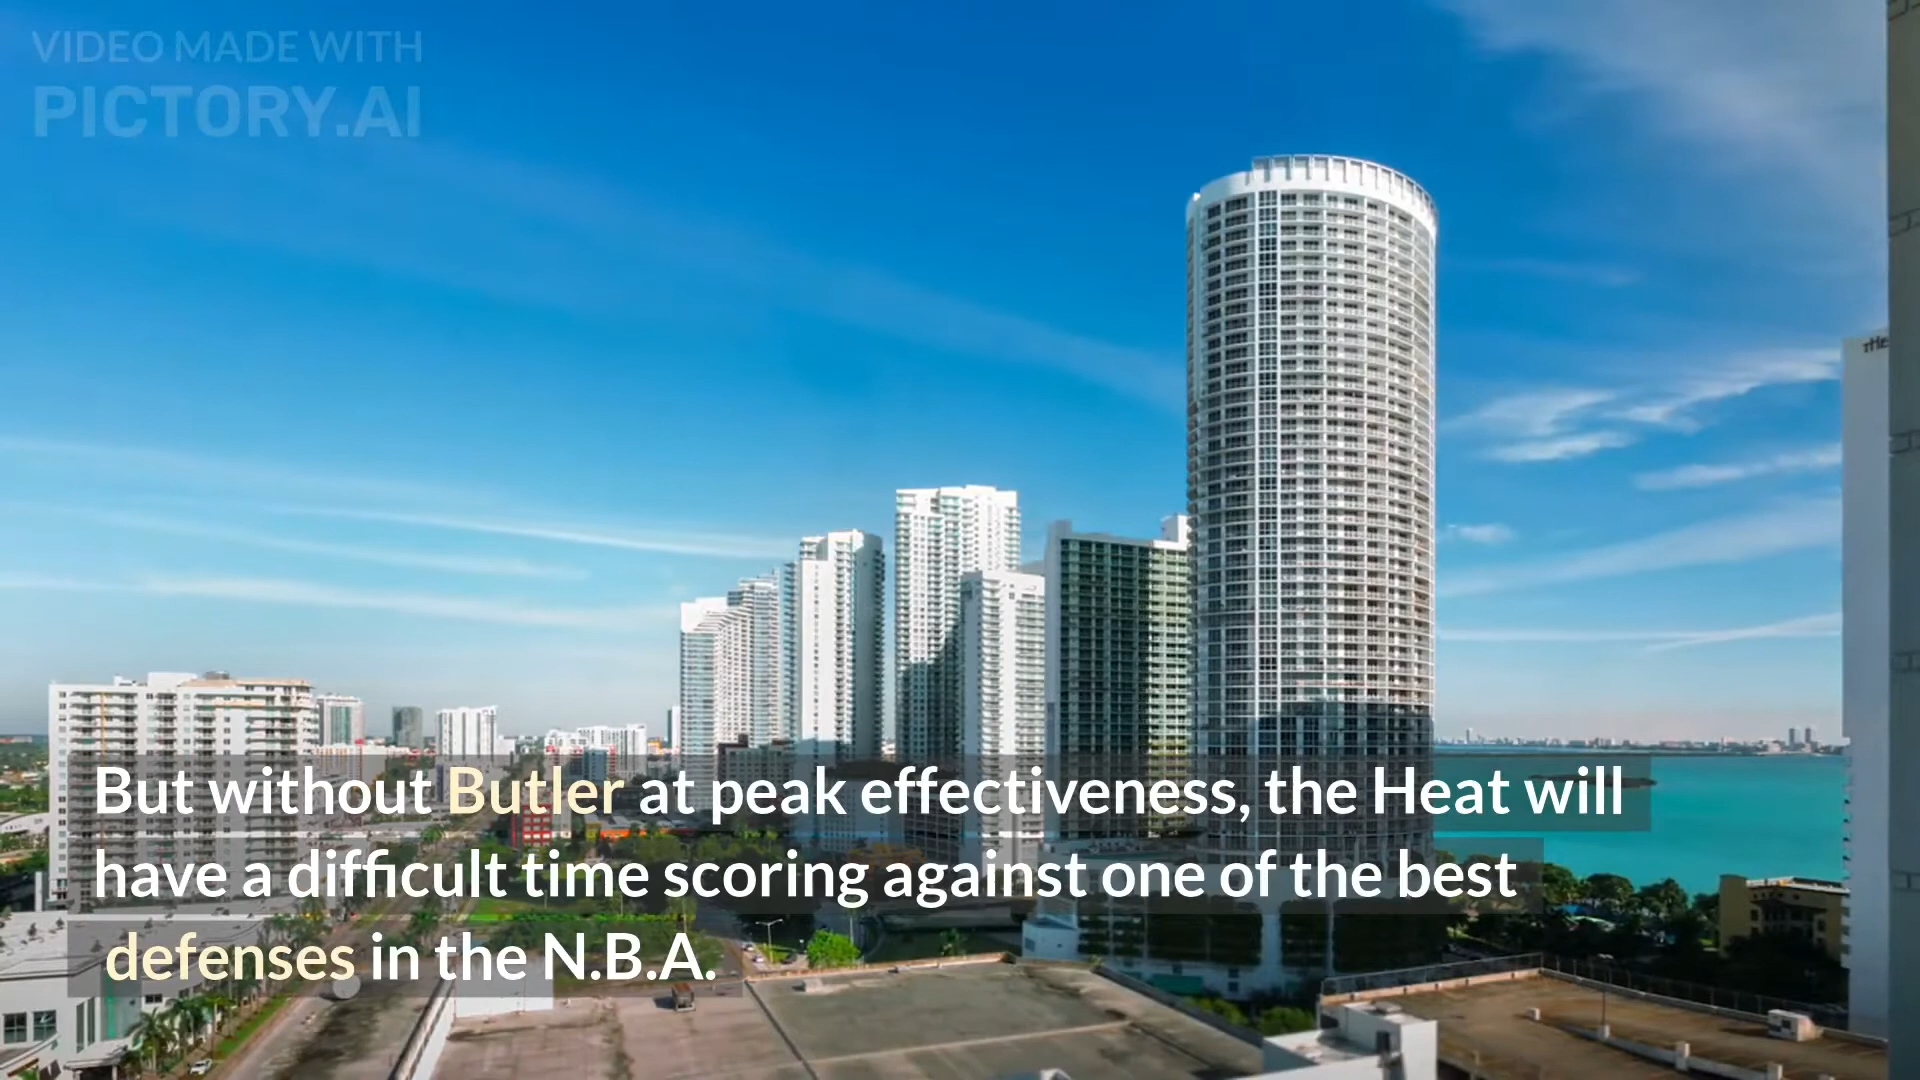 VIDEO MADE WITH
PICTORY.AI
THE
But without Butler at peak effectiveness, the Heat will
have a difficult time scoring against one of the best
defenses in the N.B.A.